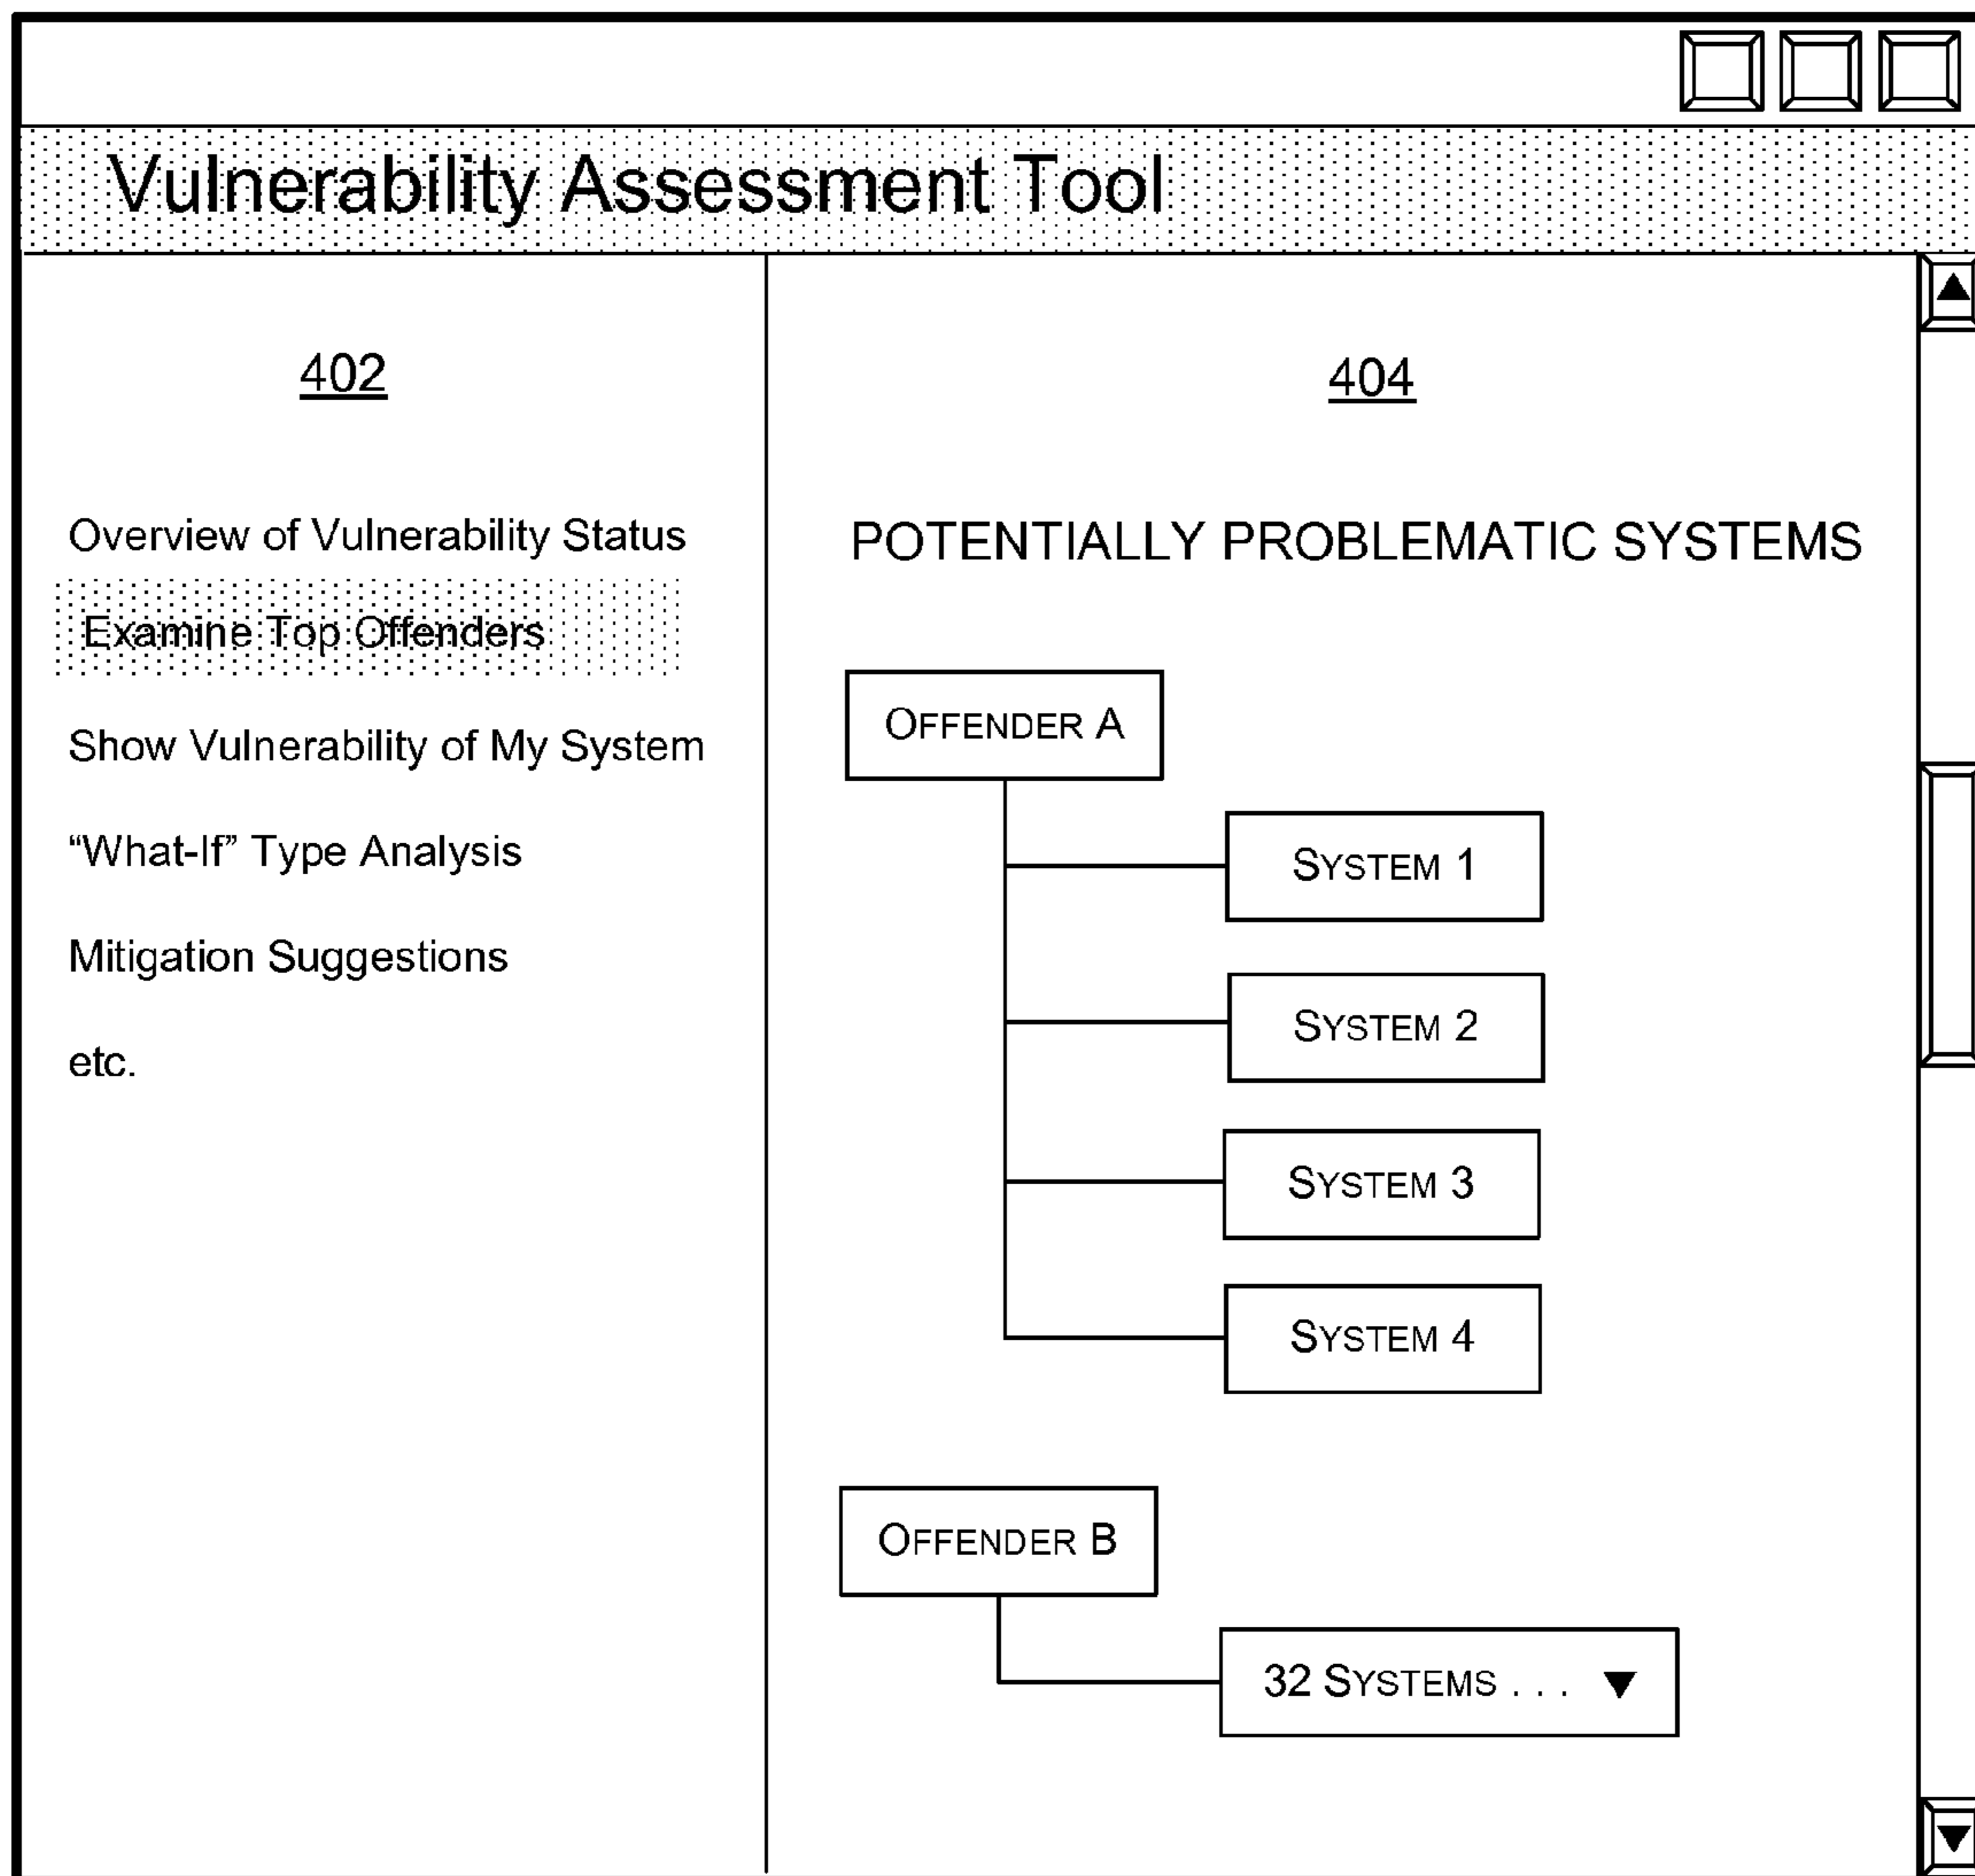 Vulnerability Assessment Tool
402
Overview of Vulnerability Status
Examine Top Offenders
Show Vulnerability of My System
“What-If” Type Analysis
Mitigation Suggestions
etc.
404
POTENTIALLY PROBLEMATIC SYSTEMS
OFFENDER A
SYSTEM 1
SYSTEM 2
SYSTEM 3
SYSTEM 4
OFFENDER B
32 SYSTEMS . . . ▼